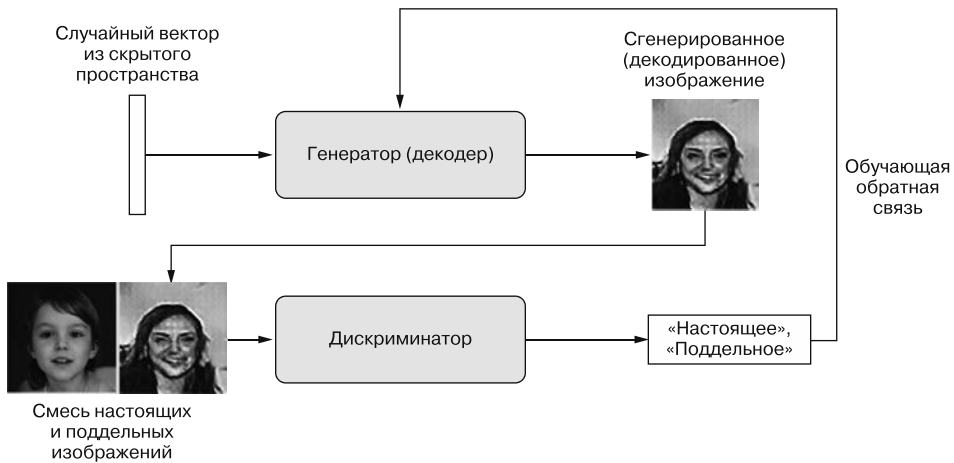 Случайный вектор
из скрытого
пространства
Генератор (декодер)
Сгенерированное
(декодированное)
изображение
Обучающая
обратная
связь
Дискриминатор
«Настоящее»,
«Поддельное»
Смесь настоящих
и поддельных
изображений